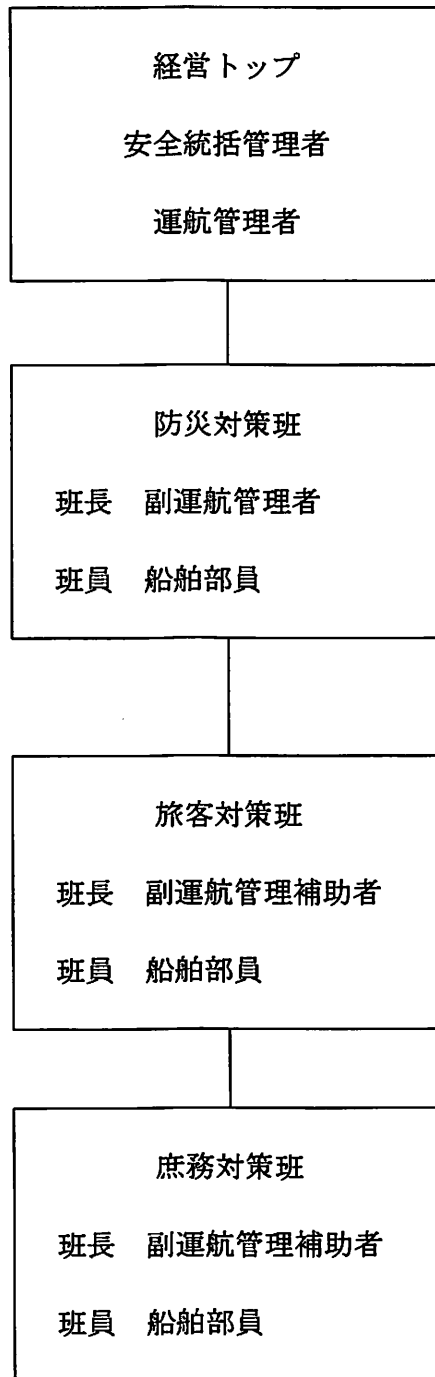 経営トップ
安全統括管理者
運航管理者
防災対策班
班長 副運航管理者
班員 船舶部員
旅客対策班
班長 副運航管理補助者
班員 船舶部員
庶務対策班
班長 副運航管理補助者
班員 船舶部員